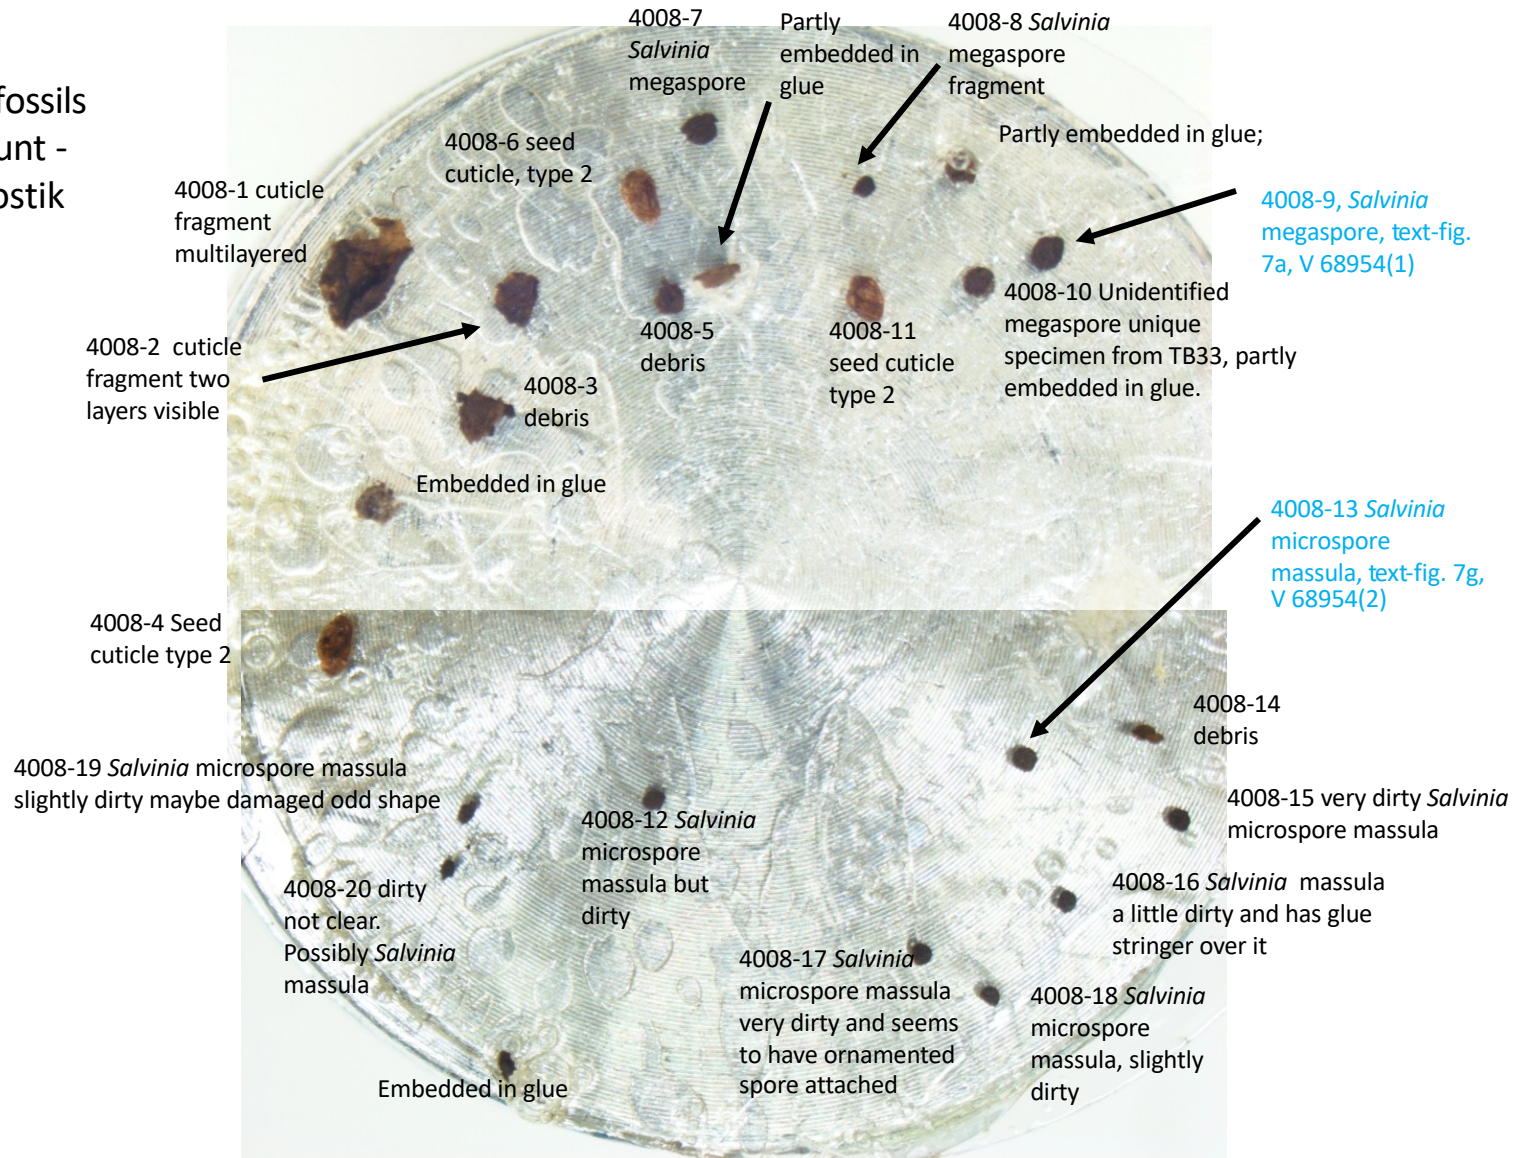 fossils
unt -
ostik
4008-7
Salvinia
megaspore
Partly
embedded in
glue
4008-8 Salvinia
megaspore
fragment
Partly embedded in glue;
4008-6 seed
cuticle, type 2
4008-1 cuticle
fragment
multilayered
4008-9, Salvinia
megaspore, text-fig.
7a, V 68954(1)
4008-2 cuticle
fragment two
layers visible
4008-3
debris
4008-5
debris
4008-11
seed cuticle
type 2
4008-10 Unidentified
megaspore unique
specimen from TB33, partly
embedded in glue.
Embedded in glue
4008-13 Salvinia
microspore
massula, text-fig. 7g,
V 68954(2)
4008-4 Seed
cuticle type 2
4008-14
debris
4008-19 Salvinia microspore massula
slightly dirty maybe damaged odd shape
4008-12 Salvinia
microspore
massula but
dirty
4008-15 very dirty Salvinia
microspore massula
4008-20 dirty
not clear.
Possibly Salvinia
massula
4008-16 Salvinia massula
a little dirty and has glue
stringer over it
4008-17 Salvinia
microspore massula
very dirty and seems
to have ornamented
spore attached
4008-18 Salvinia
microspore
massula, slightly
dirty
Embedded in glue